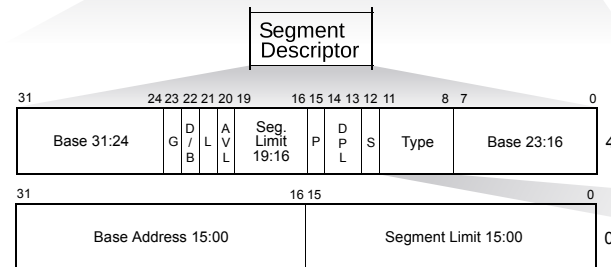 Segment
Descriptor
31 24 23 22 21 20 19 16 15 14 13 12 11 8 7 0
Base 31:24 G D/B L AVL Seg. Limit 19:16 P DPL S Type Base 23:16 4
31 16 15 0
Base Address 15:00 Segment Limit 15:00 0